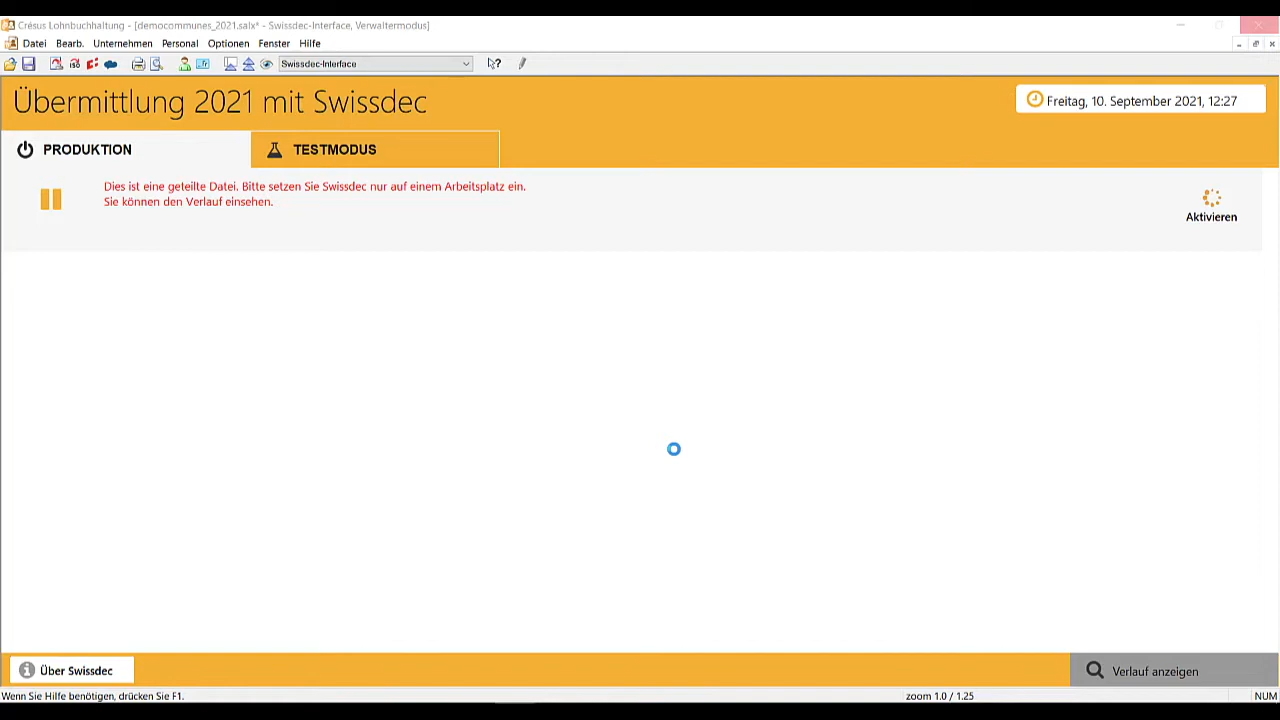 Crésus Lohnbuchhaltung - [democommunes_2021.salx* - Swissdec-Interface, Verwaltermodus]
Datei Bearb. Unternehmen Personal Optionen Fenster Hilfe
Swissdec-Interface
Übermittlung 2021 mit Swissdec
Freitag, 10. September 2021, 12:27
PRODUKTION TESTMODUS
Dies ist eine geteilte Datei. Bitte setzen Sie Swissdec nur auf einem Arbeitsplatz ein.
Sie können den Verlauf einsehen.
Aktivieren
Über Swissdec
Verlauf anzeigen
Wenn Sie Hilfe benötigen, drücken Sie F1. zoom 1.0 / 1.25 NUM